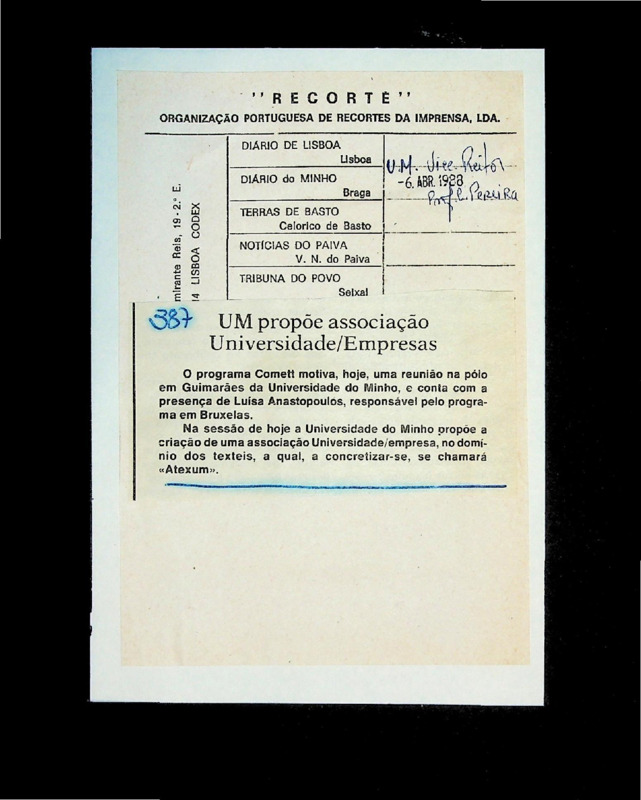 "RECORTE"
ORGANIZAÇÃO PORTUGUESA DE RECORTES DA IMPRENSA, LDA.
mirante Reis, 19-2.º E.
LISBOA CODEX
DIÁRIO DE LISBOA
Lisboa
DIÁRIO do MINHO
Braga
TERRAS DE BASTO
Celorico de Basto
NOTÍCIAS DO PAIVA
V. N. do Paiva
TRIBUNA DO POVO
Seixal
U.M. Vice Reitor
-6. ABR. 1988
Prof. L. Pereira
387
UM propõe associação
Universidade/Empresas
O programa Comett motiva, hoje, uma reunião na pólo
em Guimarães da Universidade do Minho, e conta com a
presença de Luísa Anastopoulos, responsável pelo progra-
ma em Bruxelas.
Na sessão de hoje a Universidade do Minho propõe a
criação de uma associação Universidade/empresa, no domí-
nio dos texteis, a qual, a concretizar-se, se chamará
«Atexum».